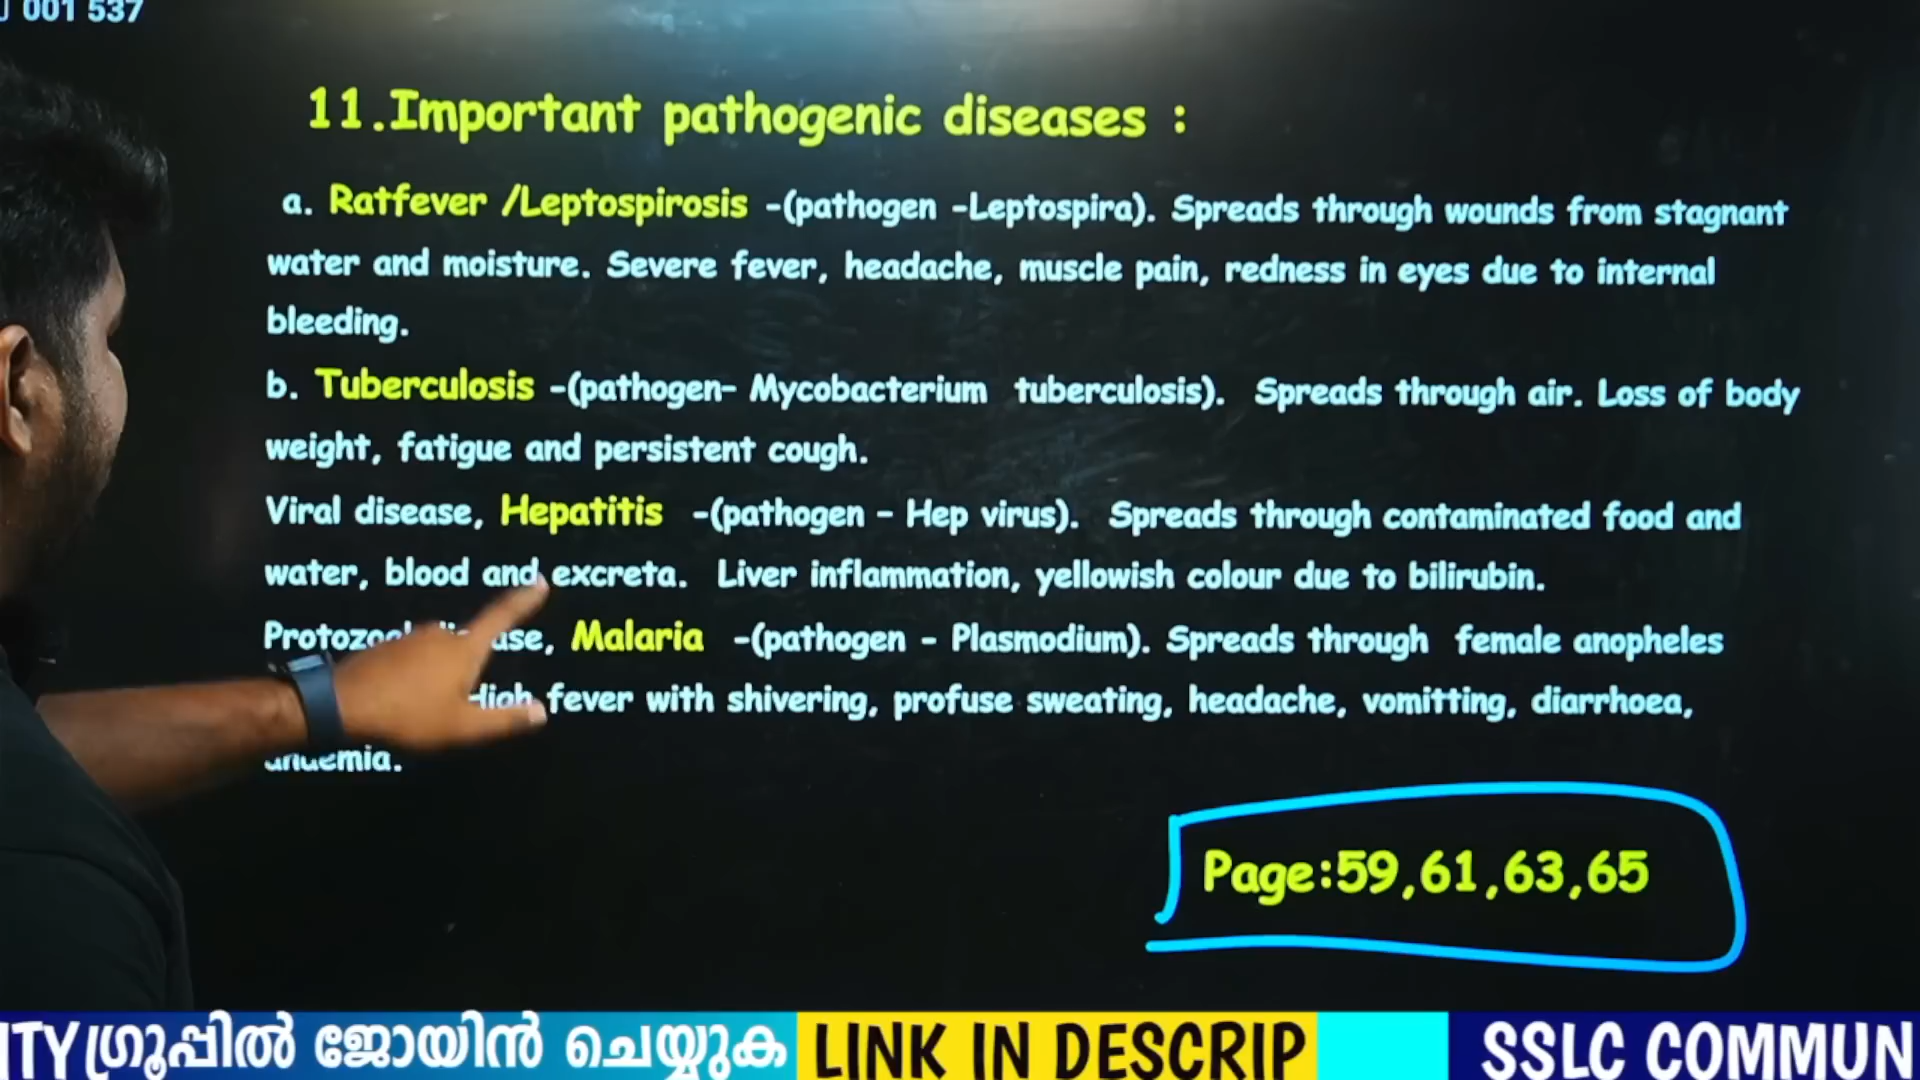 001 537
11.Important pathogenic diseases :
a. Ratfever /Leptospirosis -(pathogen -Leptospira). Spreads through wounds from stagnant
water and moisture. Severe fever, headache, muscle pain, redness in eyes due to internal
bleeding.
b. Tuberculosis -(pathogen- Mycobacterium tuberculosis). Spreads through air. Loss of body
weight, fatigue and persistent cough.
Viral disease, Hepatitis -(pathogen - Hep virus). Spreads through contaminated food and
water, blood and excreta. Liver inflammation, yellowish colour due to bilirubin.
Malaria -(pathogen - Plasmodium). Spreads through female anopheles
High fever with shivering, profuse sweating, headache, vomitting, diarrhoea,
Page:59,61,63,65
ITY ഗ്രൂപ്പിൽ ജോയിൻ ചെയ്യുക LINK IN DESCRIP SSLC COMMUN